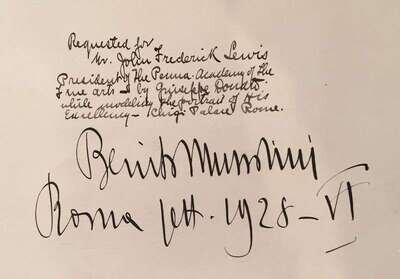 Requested for
Mr. John Frederick Lewis
President of the Penna. Academy of the
Fine arts – by Giuseppe Donato
while modeling the portrait of His
Excellency – Chigi Palace Rome.
Benito Mussolini
Roma sett. 1928 – VI